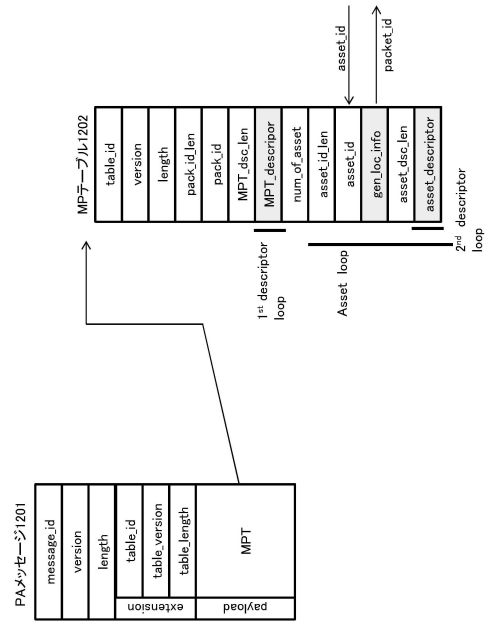 PAメッセージ1201
message_id
version
length
extension
table_id
table_version
table_length
payload
MPT
MPテーブル1202
table_id
version
length
pack_id_len
pack_id
MPT_dsc_len
MPT_descripor
num_of_asset
asset_id_len
asset_id
gen_loc_info
asset_dsc_len
asset_descriptor
1st descriptor
loop
Asset loop
2nd descriptor
loop
asset_id
packet_id